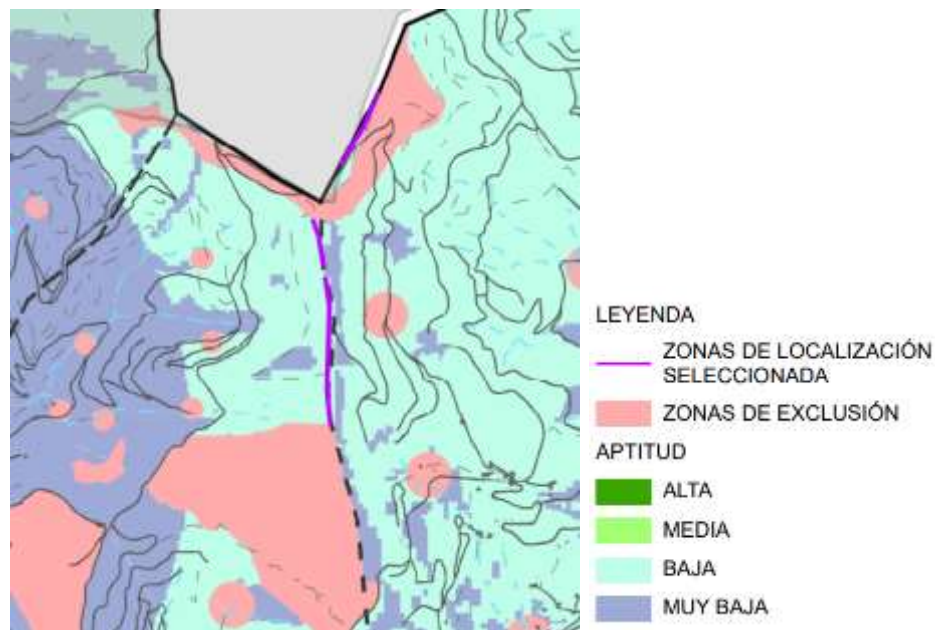 LEYENDA
ZONAS DE LOCALIZACIÓN
SELECCIONADA
ZONAS DE EXCLUSIÓN
APTITUD
ALTA
MEDIA
BAJA
MUY BAJA